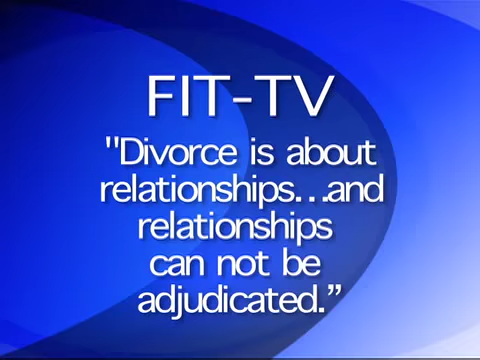 FIT-TV
"Divorce is about
relationships...and
relationships
can not be
adjudicated.”